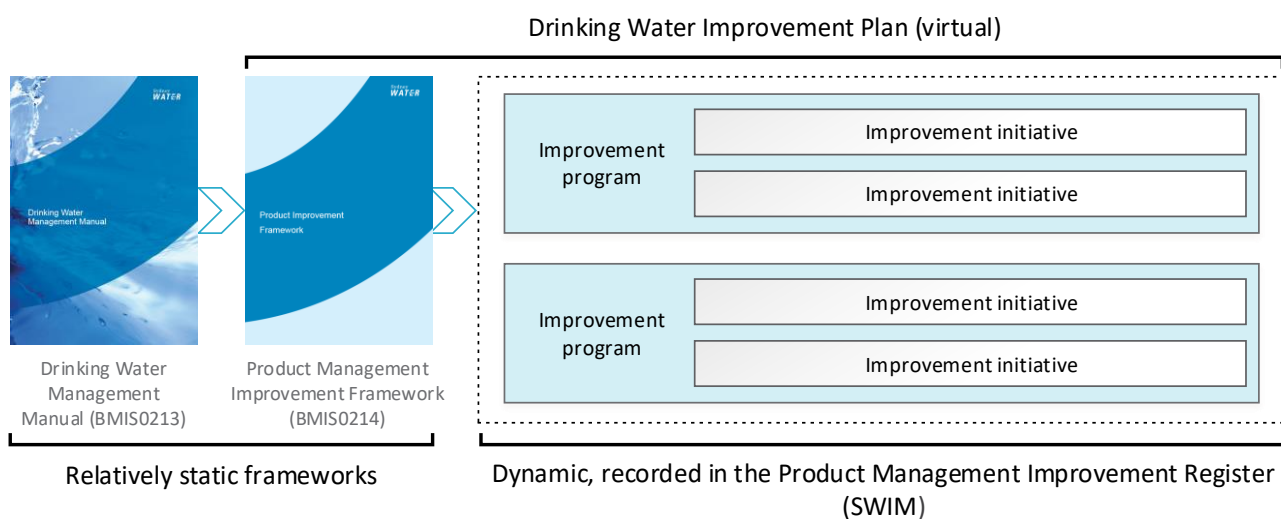 Drinking Water Improvement Plan (virtual)
Sydney
WATER
Drinking Water
Management Manual
Sydney
WATER
Product Improvement
Framework
Improvement
program
Improvement initiative
Improvement initiative
Improvement
program
Improvement initiative
Improvement initiative
Drinking Water
Management
Manual (BMIS0213)
Product Management
Improvement Framework
(BMIS0214)
Relatively static frameworks
Dynamic, recorded in the Product Management Improvement Register
(SWIM)